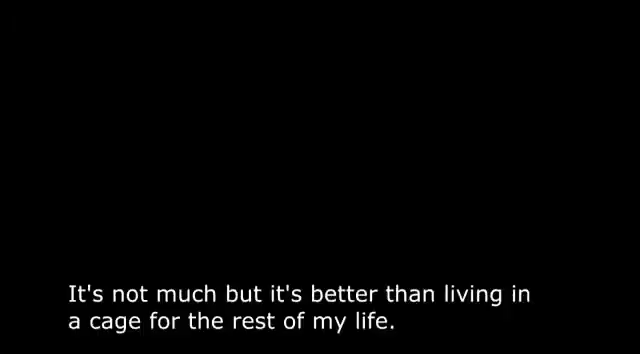 It's not much but it's better than living in
a cage for the rest of my life.